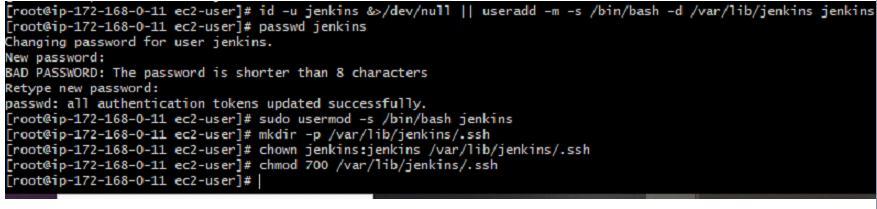 [root@ip-172-168-0-11 ec2-user]# id -u jenkins &>/dev/null || useradd -m -s /bin/bash -d /var/lib/jenkins jenkins
[root@ip-172-168-0-11 ec2-user]# passwd jenkins
Changing password for user jenkins.
New password:
BAD PASSWORD: The password is shorter than 8 characters
Retype new password:
passwd: all authentication tokens updated successfully.
[root@ip-172-168-0-11 ec2-user]# sudo usermod -s /bin/bash jenkins
[root@ip-172-168-0-11 ec2-user]# mkdir -p /var/lib/jenkins/.ssh
[root@ip-172-168-0-11 ec2-user]# chown jenkins:jenkins /var/lib/jenkins/.ssh
[root@ip-172-168-0-11 ec2-user]# chmod 700 /var/lib/jenkins/.ssh
[root@ip-172-168-0-11 ec2-user]#